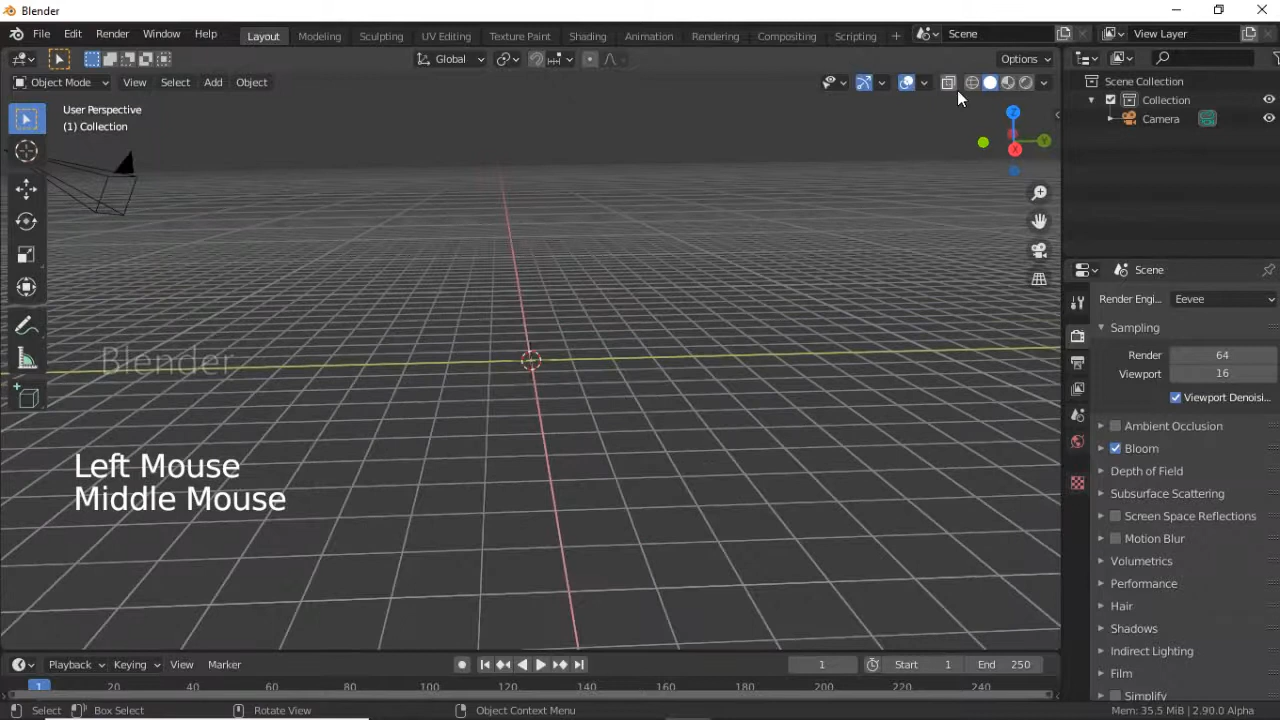 Blender
File Edit Render Window Help Layout Modeling Sculpting UV Editing Texture Paint Shading Animation Rendering Compositing Scripting + Scene View Layer
Global Options
Object Mode View Select Add Object
User Perspective
(1) Collection
Z
Y
X
Scene Collection
Collection
Camera
Scene
Render Engi... Eevee
Sampling
Render 64
Viewport 16
Viewport Denoisi...
Ambient Occlusion
Bloom
Depth of Field
Subsurface Scattering
Screen Space Reflections
Motion Blur
Volumetrics
Performance
Hair
Shadows
Indirect Lighting
Film
Simplify
Blender
Left Mouse
Middle Mouse
Playback Keying View Marker 1 Start 1 End 250
1 20 40 60 80 100 120 140 160 180 200 220 240
Select Box Select Rotate View Object Context Menu Mem: 35.5 MiB | 2.90.0 Alpha